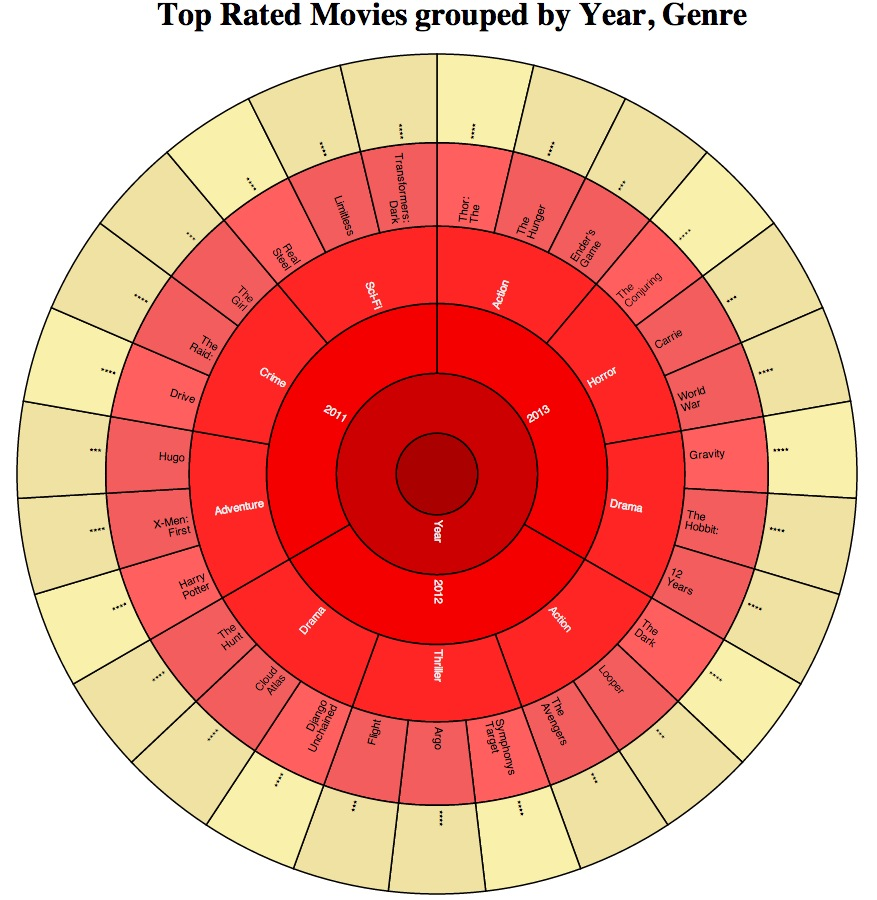 Top Rated Movies grouped by Year, Genre
Year
2013
Action
Thor:
The
****
The
Hunger
****
Ender's
Game
***
Horror
The
Conjuring
****
Carrie
***
World
War
****
Drama
Gravity
****
The
Hobbit:
****
12
Years
****
2012
Action
The
Dark
****
Looper
***
The
Avengers
***
Thriller
Symphonys
Target
****
Argo
****
Flight
***
Drama
Django
Unchained
****
Cloud
Atlas
****
The
Hunt
****
2011
Adventure
Harry
Potter
****
X-Men:
First
****
Hugo
***
Crime
Drive
****
The
Raid:
****
The
Girl
***
Sci-Fi
Real
Steel
****
Limitless
****
Transformers:
Dark
****